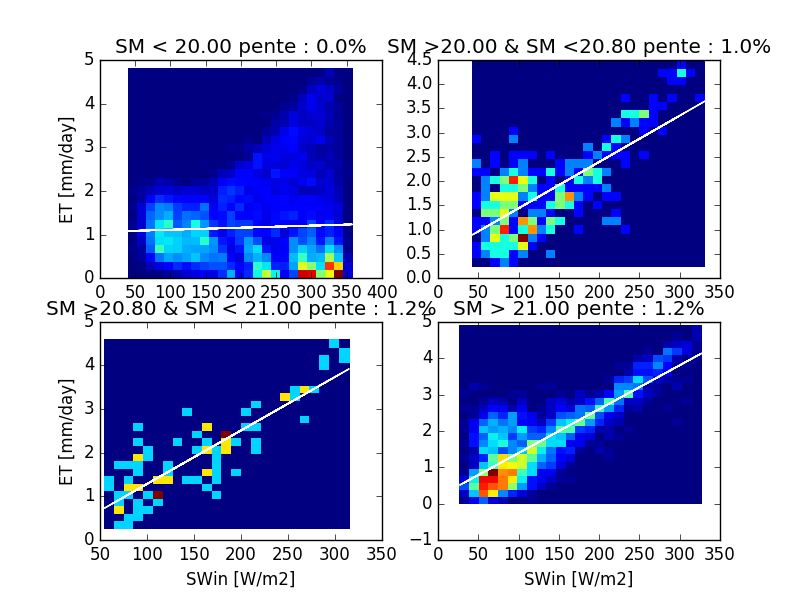 SM < 20.00 pente : 0.0%
SM >20.00 & SM <20.80 pente : 1.0%
ET [mm/day]
5
4
3
2
1
0
0 50 100 150 200 250 300 350 400
4.5
4.0
3.5
3.0
2.5
2.0
1.5
1.0
0.5
0.0
0 50 100 150 200 250 300 350
SM >20.80 & SM < 21.00 pente : 1.2%
SM > 21.00 pente : 1.2%
ET [mm/day]
5
4
3
2
1
0
50 100 150 200 250 300 350
SWin [W/m2]
5
4
3
2
1
0
−1
0 50 100 150 200 250 300 350
SWin [W/m2]